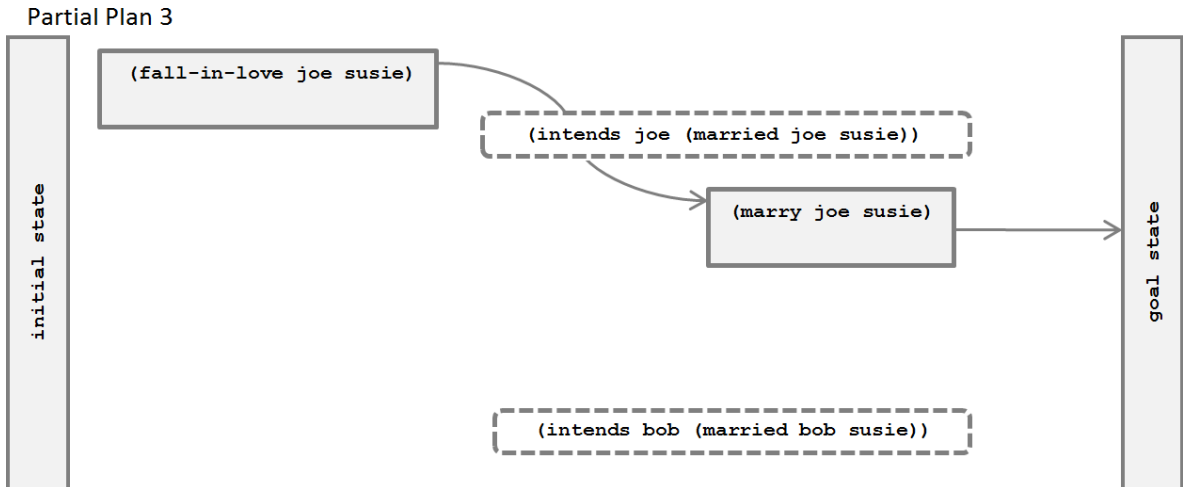 Partial Plan 3
(fall-in-love joe susie)
(intends joe (married joe susie))
(marry joe susie)
initial state
goal state
(intends bob (married bob susie))